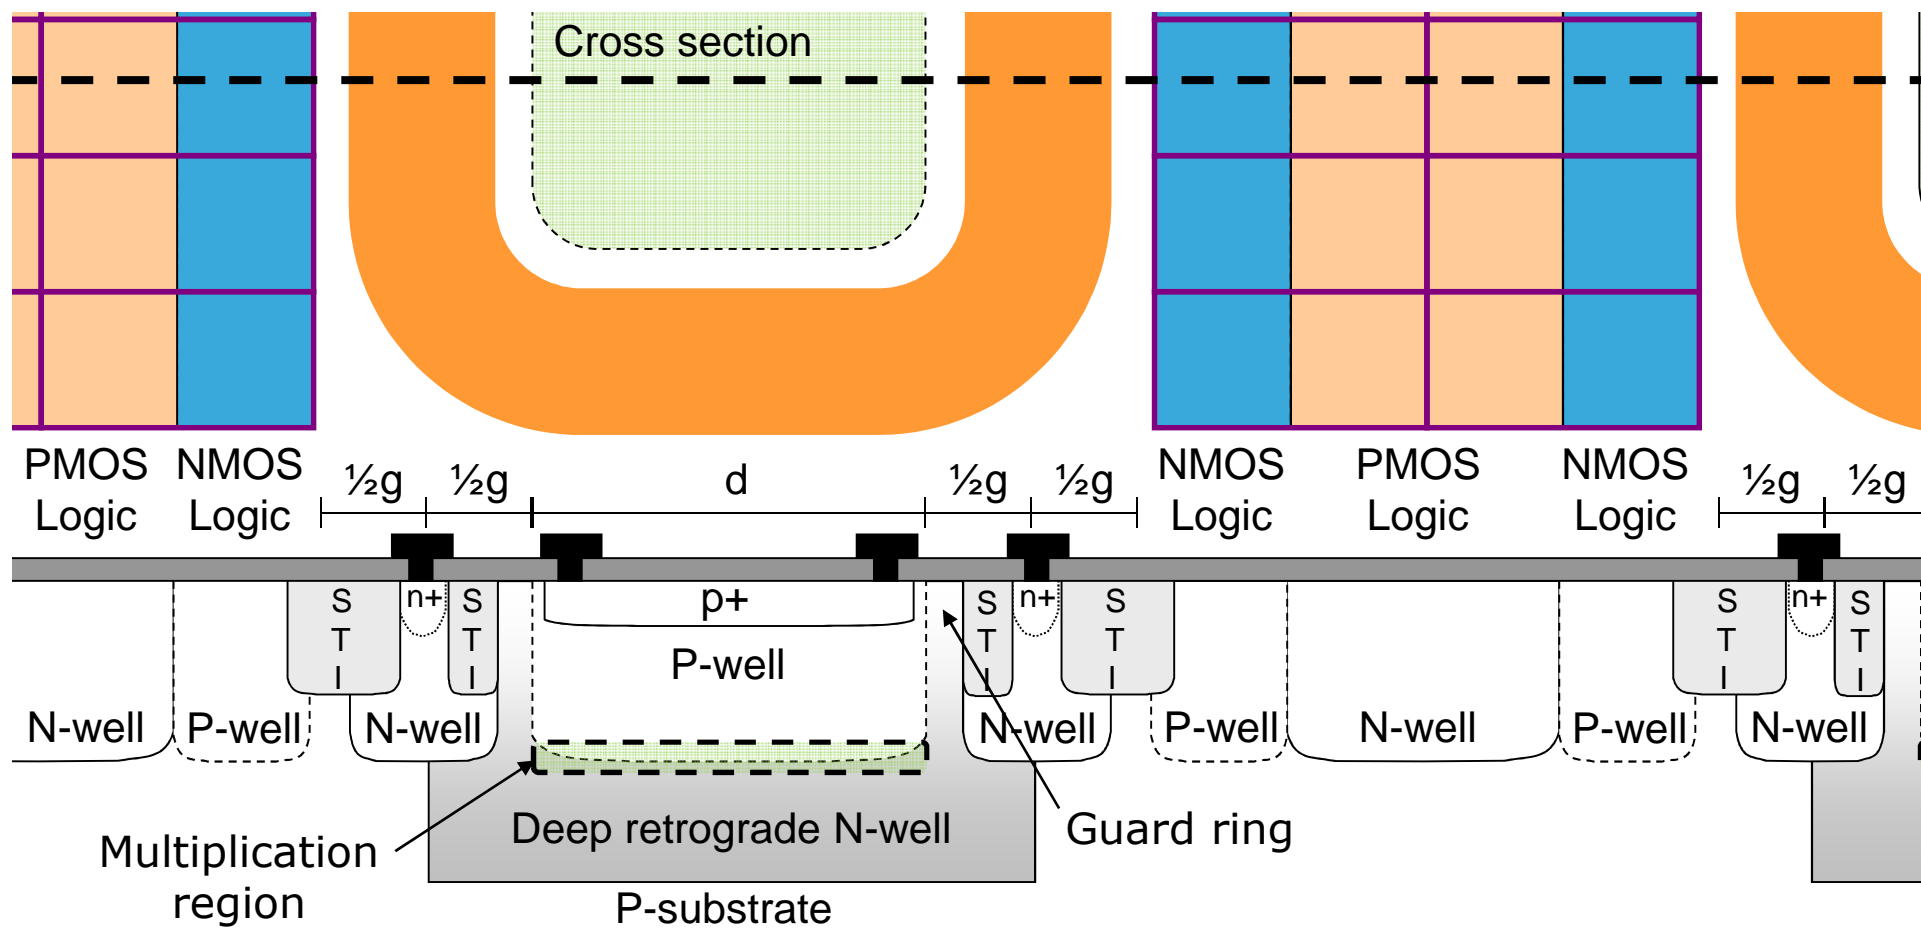 Cross section
PMOS NMOS
Logic Logic
½g ½g d ½g ½g
NMOS PMOS NMOS
Logic Logic Logic
½g ½g
S
T
I
n+
S
T
I
p+
P-well
S
T
I
n+
S
T
I
S
T
I
n+
S
T
I
N-well P-well N-well N-well P-well N-well P-well N-well
Multiplication
region
Deep retrograde N-well
Guard ring
P-substrate